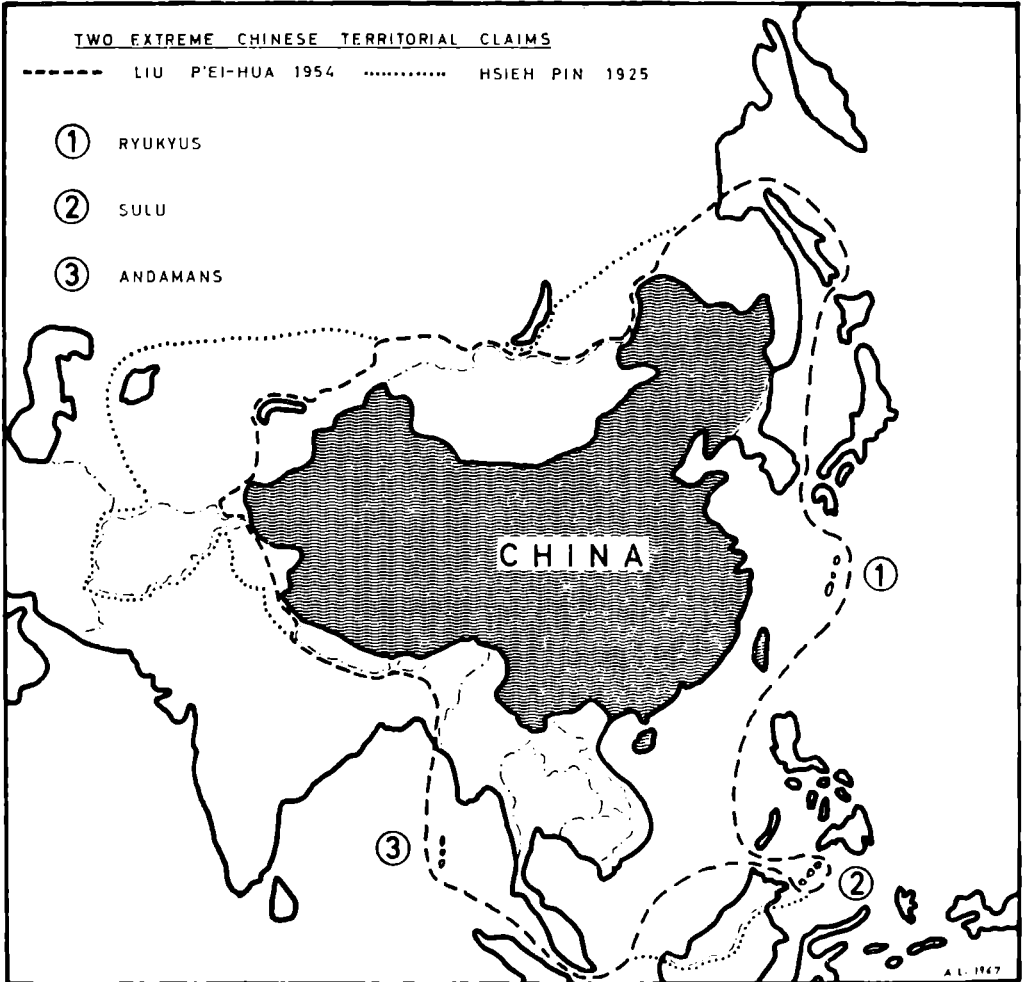 TWO EXTREME CHINESE TERRITORIAL CLAIMS
LIU P'EI-HUA 1954 HSIEH PIN 1925
1 RYUKYUS
2 SULU
3 ANDAMANS
CHINA
1
3
2
A.L. 1967